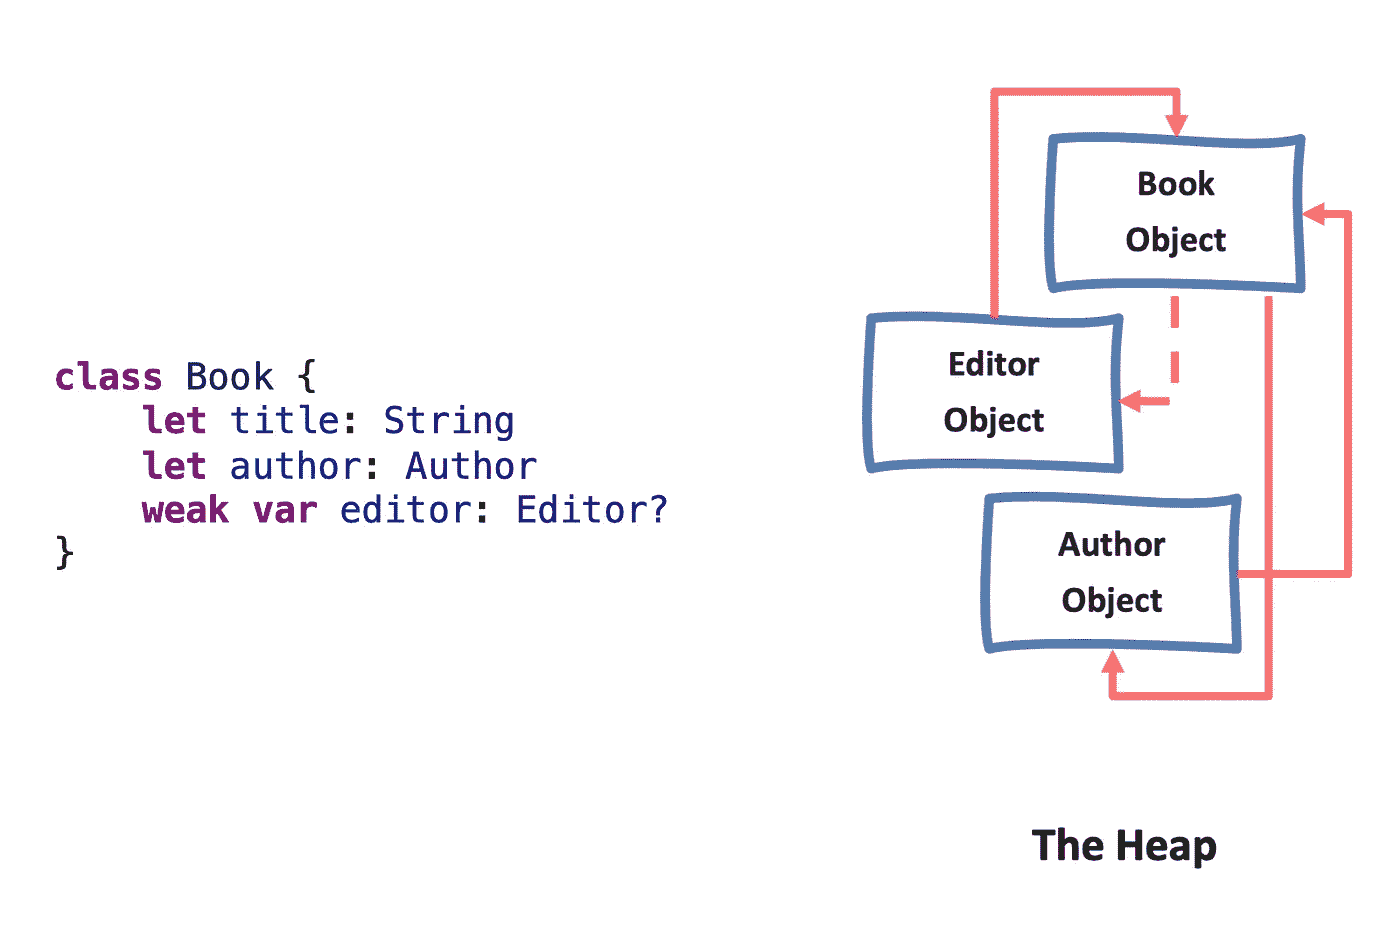 class Book {
    let title: String
    let author: Author
    weak var editor: Editor?
}
Book
Object
Editor
Object
Author
Object
The Heap